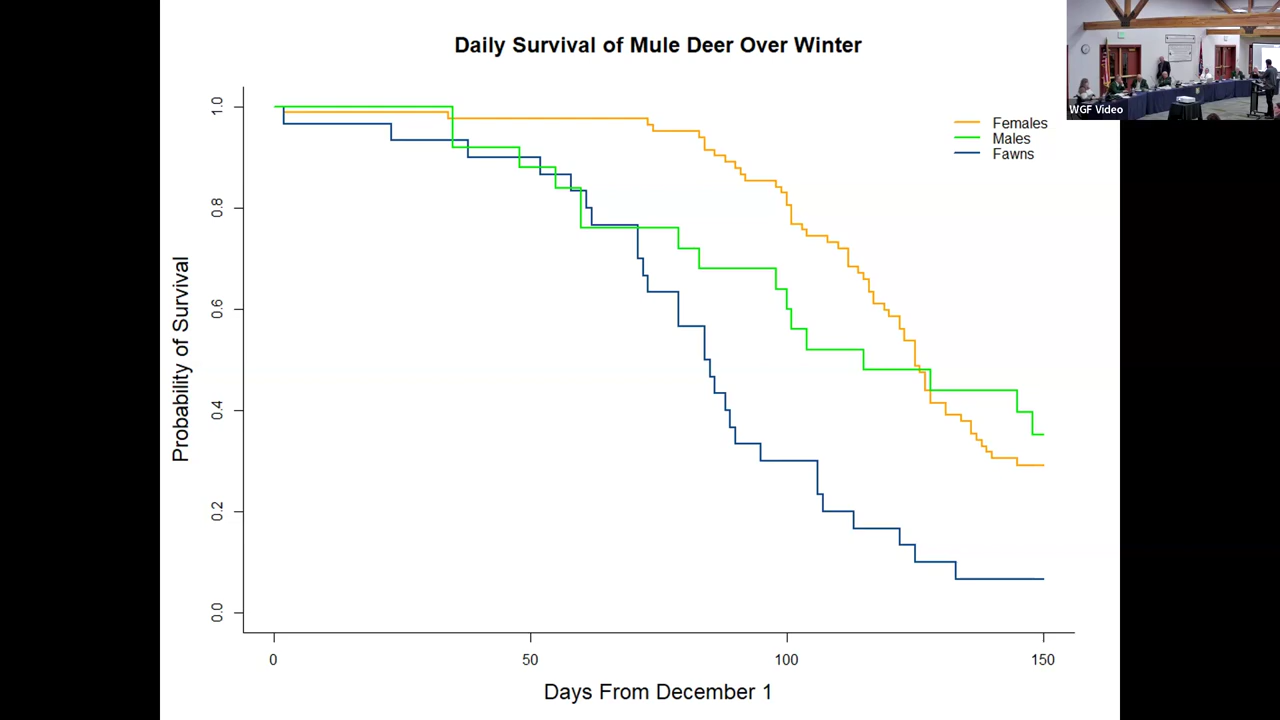 Daily Survival of Mule Deer Over Winter
WGF Video
Females
Males
Fawns
1.0
0.8
0.6
0.4
0.2
0.0
Probability of Survival
0 50 100 150
Days From December 1